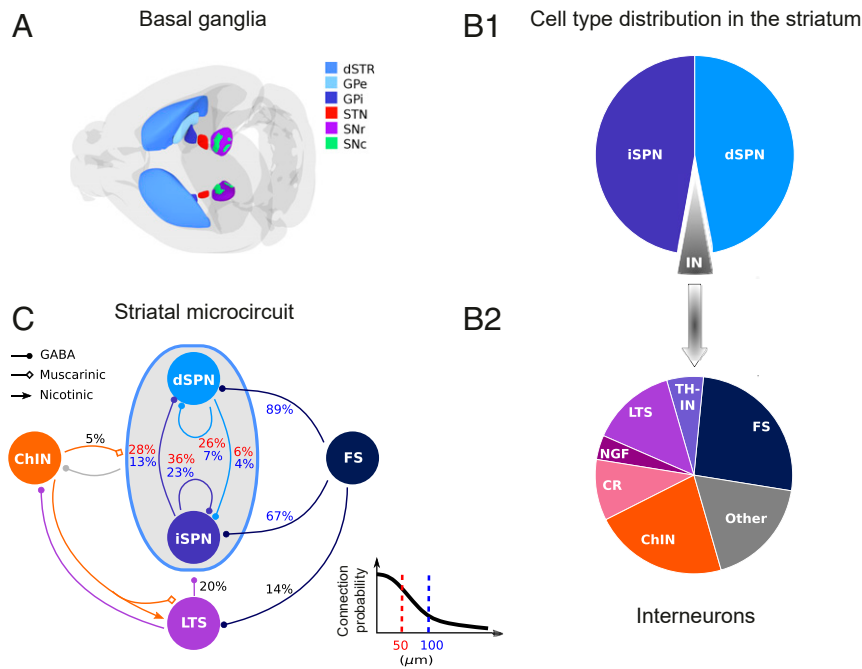 A
Basal ganglia
dSTR
GPe
GPi
STN
SNr
SNc
B1
Cell type distribution in the striatum
iSPN
dSPN
IN
C
Striatal microcircuit
GABA
Muscarinic
Nicotinic
dSPN
89%
5%
ChIN
28%
13%
36%
23%
26%
7%
6%
4%
FS
iSPN
67%
20%
14%
LTS
Connection
probability
50
100
(μm)
B2
TH-
IN
LTS
FS
NGF
CR
ChIN
Other
Interneurons